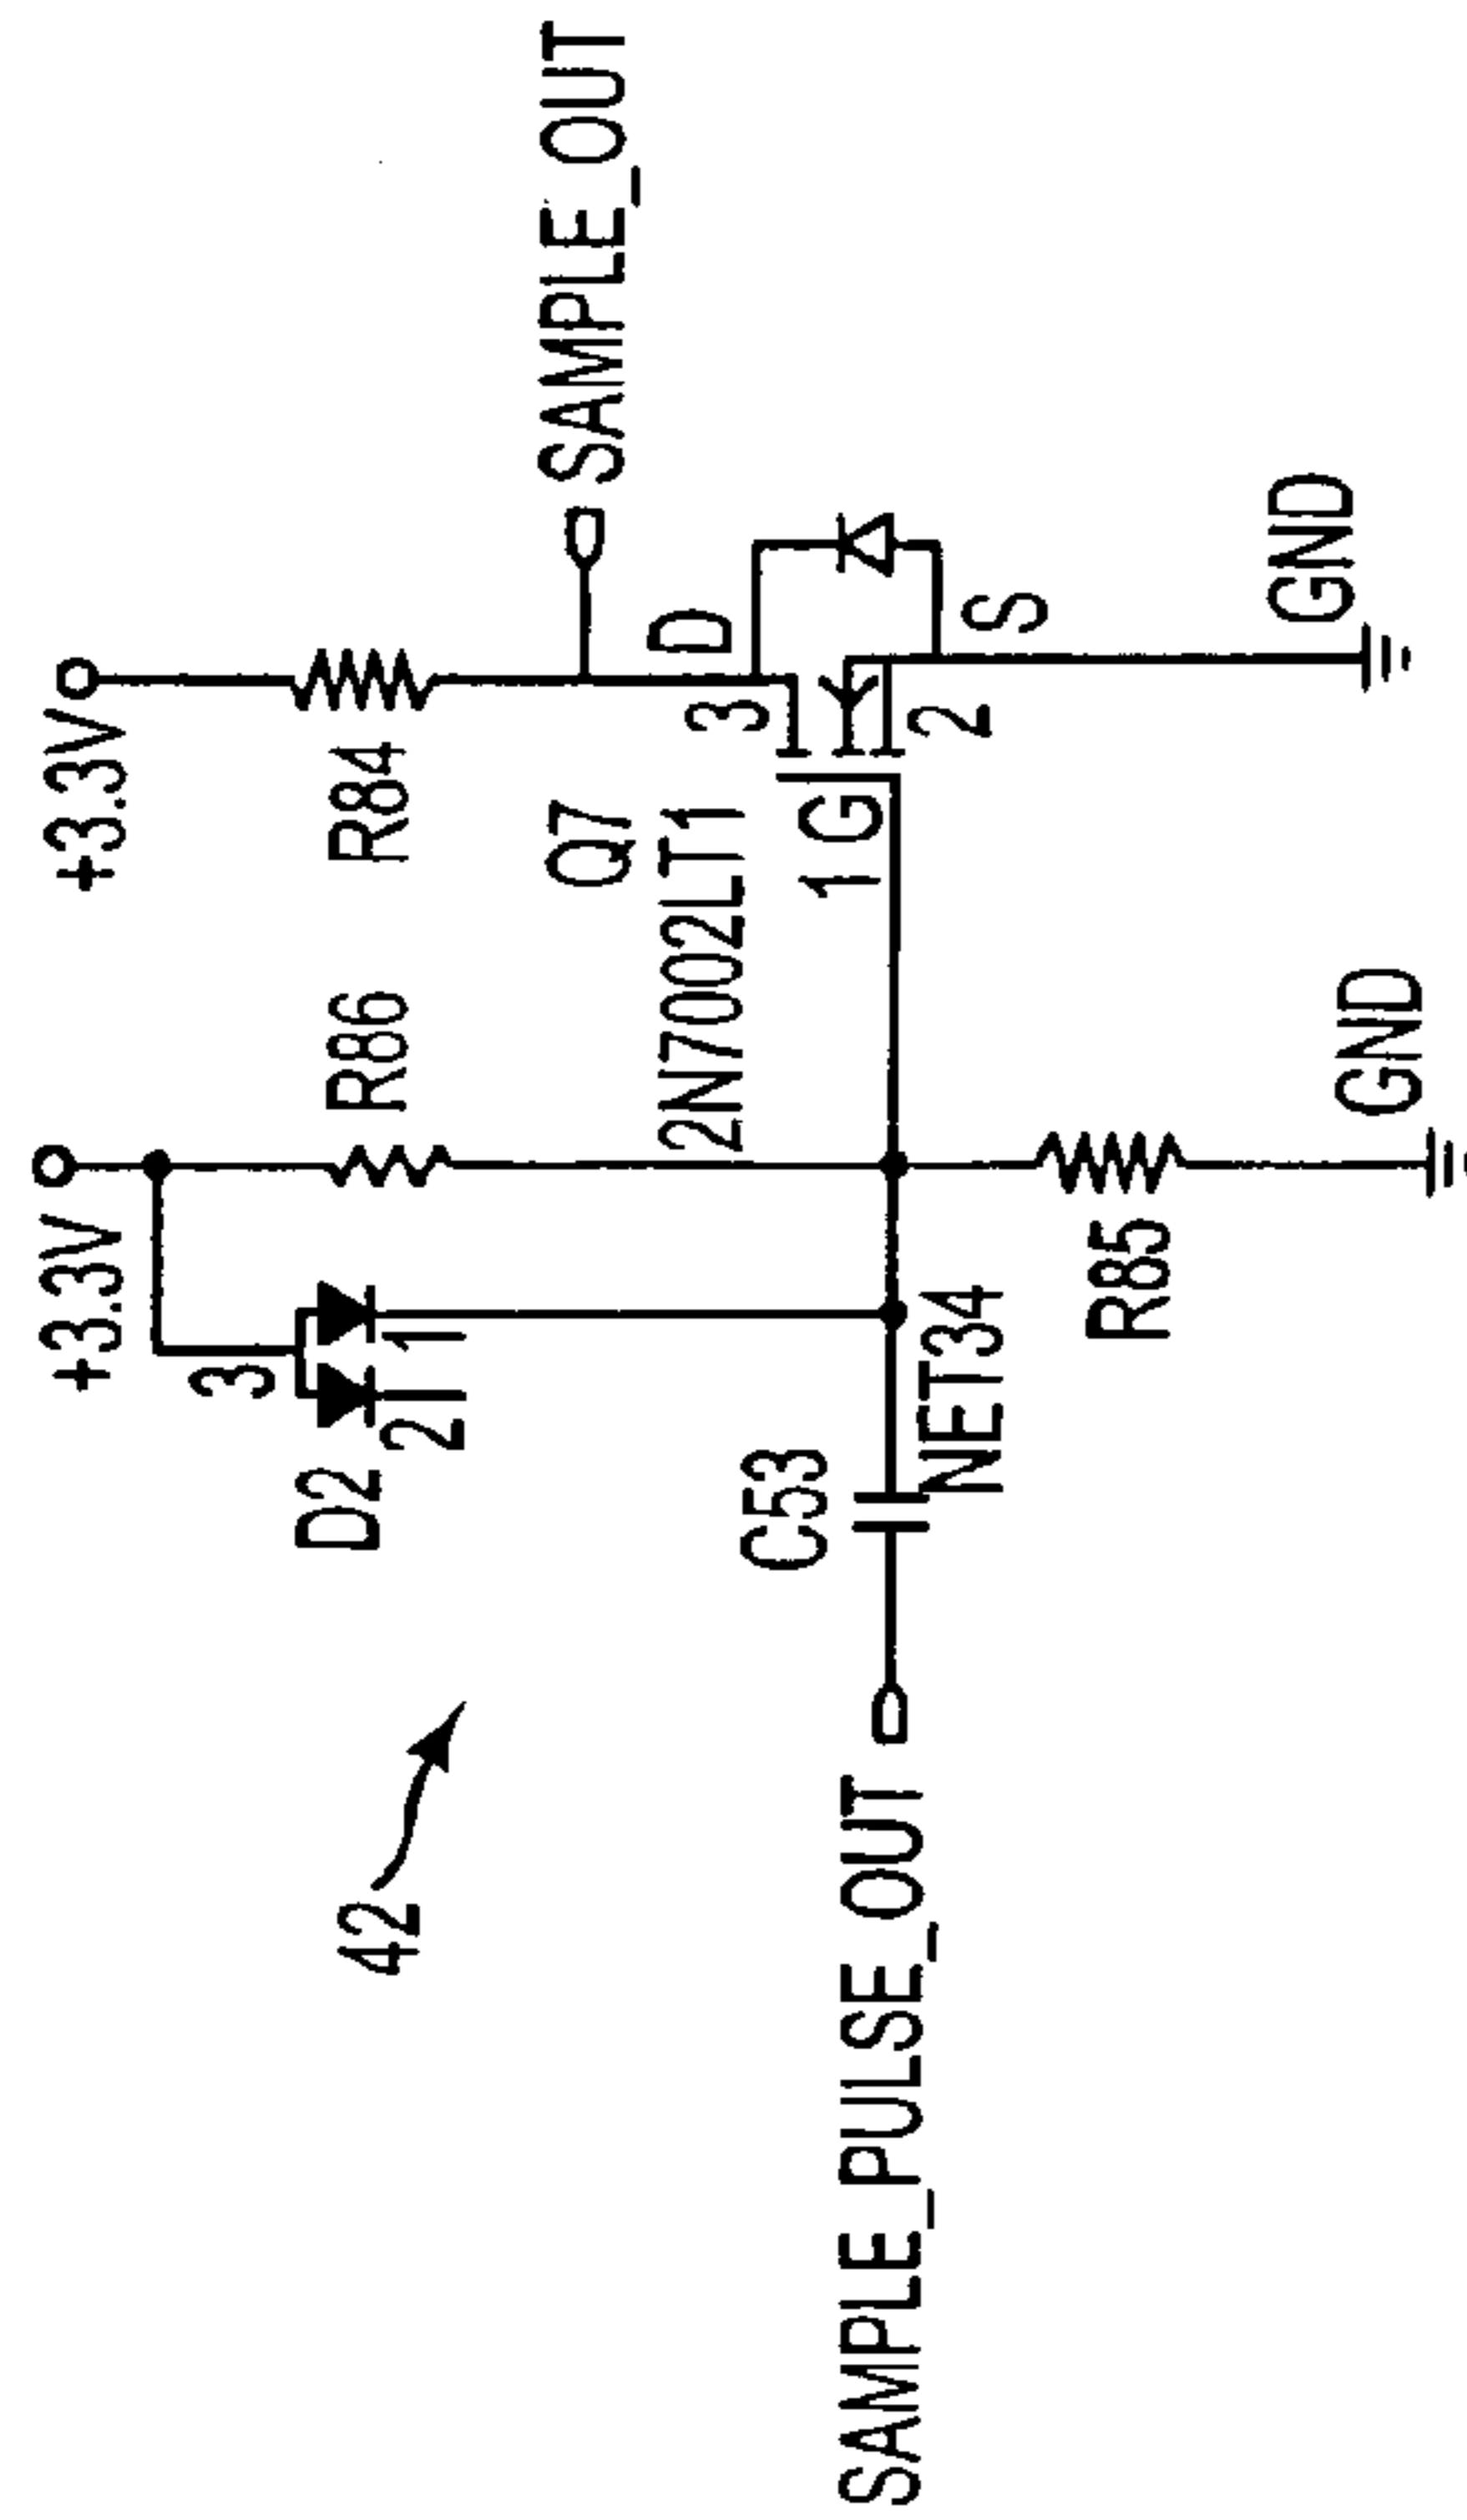 +3.3V
+3.3V
R86
R84
SAMPLE_OUT
42
D2
3
2
1
Q7
2N7002LT1
3
D
1
G
2
S
C53
NET34
SAMPLE_PULSE_OUT
R85
GND
GND